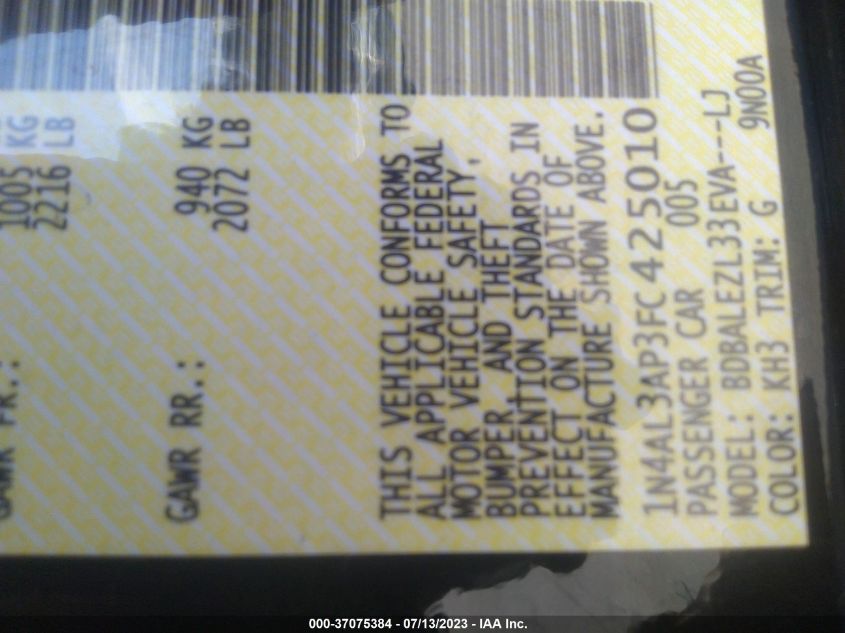 1005 KG
2216 LB
GAWR RR.: 940 KG
2072 LB
THIS VEHICLE CONFORMS TO
ALL APPLICABLE FEDERAL
MOTOR VEHICLE SAFETY,
BUMPER, AND THEFT
PREVENTION STANDARDS IN
EFFECT ON THE DATE OF
MANUFACTURE SHOWN ABOVE.
1N4AL3AP3FC425010
PASSENGER CAR 005
MODEL: BDBALEZL33EVA---LJ
COLOR: KH3 TRIM: G 9N00A
000-37075384 - 07/13/2023 - IAA Inc.